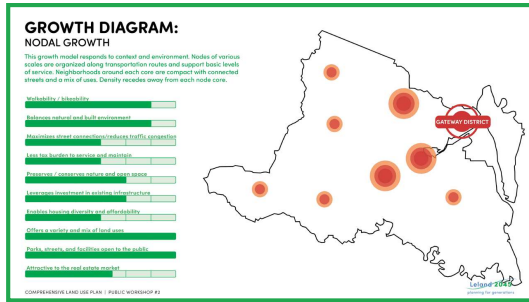 GROWTH DIAGRAM:
NODAL GROWTH
This growth model responds to context and environment. Nodes of various
scales are organized along transportation routes and support basic levels
of service. Neighborhoods around each core are compact with connected
streets and a mix of uses. Density recedes away from each node core.
Walkability / bikeability
Balances natural and built environment
Maximizes street connections/reduces traffic congestion
Less tax burden to service and maintain
Preserves / conserves nature and open space
Leverages investment in existing infrastructure
Enables housing diversity and affordability
Offers a variety and mix of land uses
Parks, streets, and facilities open to the public
Attractive to the real estate market
COMPREHENSIVE LAND USE PLAN | PUBLIC WORKSHOP #2
GATEWAY DISTRICT
Leland 2045
planning for generations